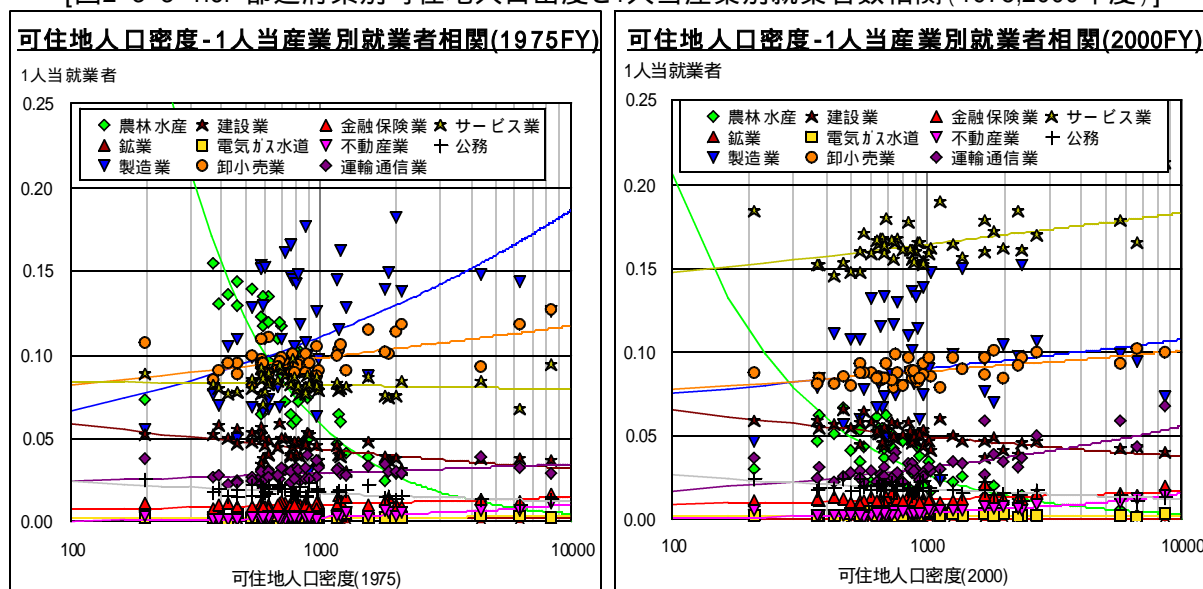 可住地人口密度-1人当産業別就業者相関(1975FY)
1人当就業者
0.25
農林水産 建設業 金融保険業 サービス業
鉱業 電気ガス水道 不動産業 公務
製造業 卸小売業 運輸通信業
0.20
0.15
0.10
0.05
0.00
100 1000 10000
可住地人口密度(1975)
可住地人口密度-1人当産業別就業者相関(2000FY)
1人当就業者
0.25
農林水産 建設業 金融保険業 サービス業
鉱業 電気ガス水道 不動産業 公務
製造業 卸小売業 運輸通信業
0.20
0.15
0.10
0.05
0.00
100 1000 10000
可住地人口密度(2000)